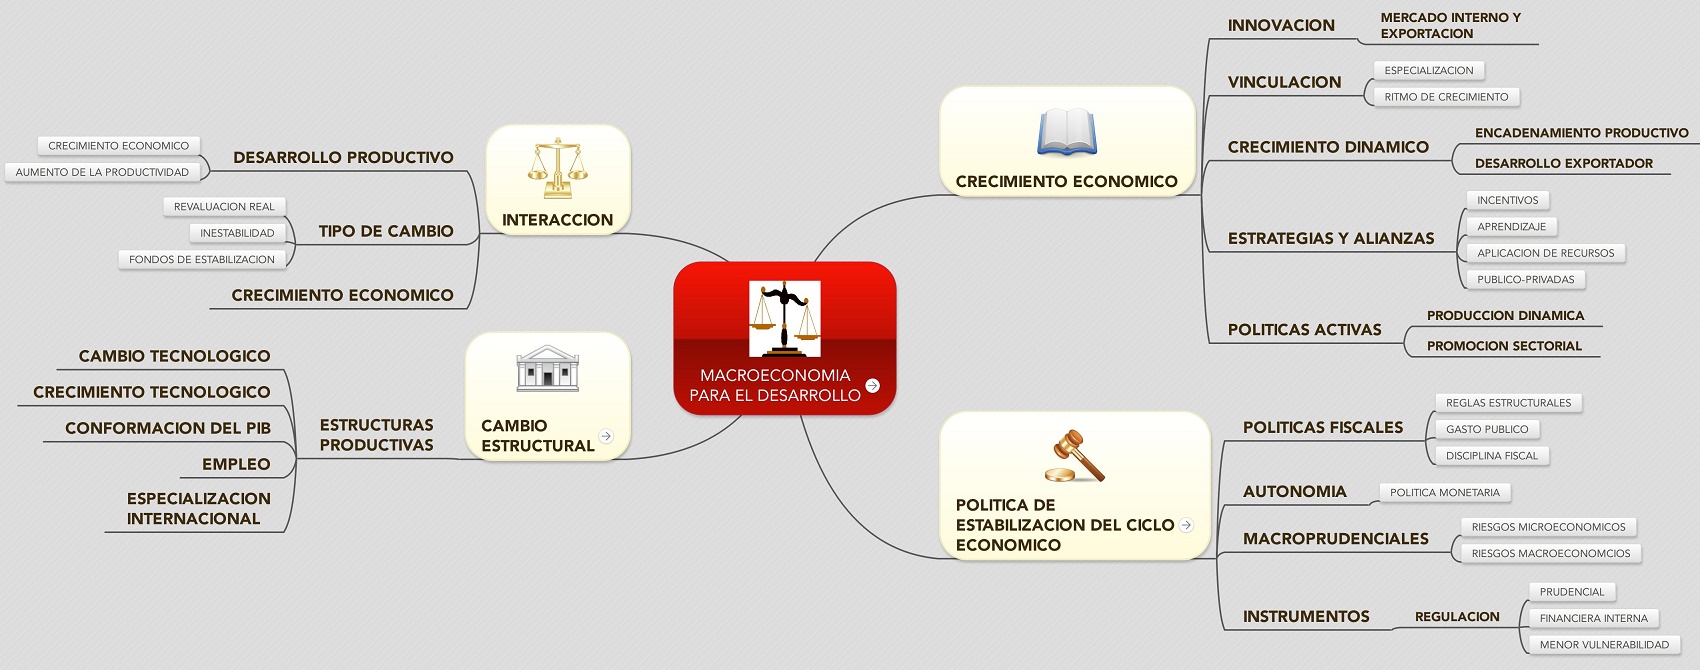 MACROECONOMIA
PARA EL DESARROLLO
CRECIMIENTO ECONOMICO
INNOVACION
MERCADO INTERNO Y
EXPORTACION
VINCULACION
ESPECIALIZACION
RITMO DE CRECIMIENTO
CRECIMIENTO DINAMICO
ENCADENAMIENTO PRODUCTIVO
DESARROLLO EXPORTADOR
ESTRATEGIAS Y ALIANZAS
INCENTIVOS
APRENDIZAJE
APLICACION DE RECURSOS
PUBLICO-PRIVADAS
POLITICAS ACTIVAS
PRODUCCION DINAMICA
PROMOCION SECTORIAL
POLITICA DE
ESTABILIZACION DEL CICLO
ECONOMICO
POLITICAS FISCALES
REGLAS ESTRUCTURALES
GASTO PUBLICO
DISCIPLINA FISCAL
AUTONOMIA
POLITICA MONETARIA
MACROPRUDENCIALES
RIESGOS MICROECONOMICOS
RIESGOS MACROECONOMCIOS
INSTRUMENTOS
REGULACION
PRUDENCIAL
FINANCIERA INTERNA
MENOR VULNERABILIDAD
INTERACCION
DESARROLLO PRODUCTIVO
CRECIMIENTO ECONOMICO
AUMENTO DE LA PRODUCTIVIDAD
TIPO DE CAMBIO
REVALUACION REAL
INESTABILIDAD
FONDOS DE ESTABILIZACION
CRECIMIENTO ECONOMICO
CAMBIO
ESTRUCTURAL
ESTRUCTURAS
PRODUCTIVAS
CAMBIO TECNOLOGICO
CRECIMIENTO TECNOLOGICO
CONFORMACION DEL PIB
EMPLEO
ESPECIALIZACION
INTERNACIONAL